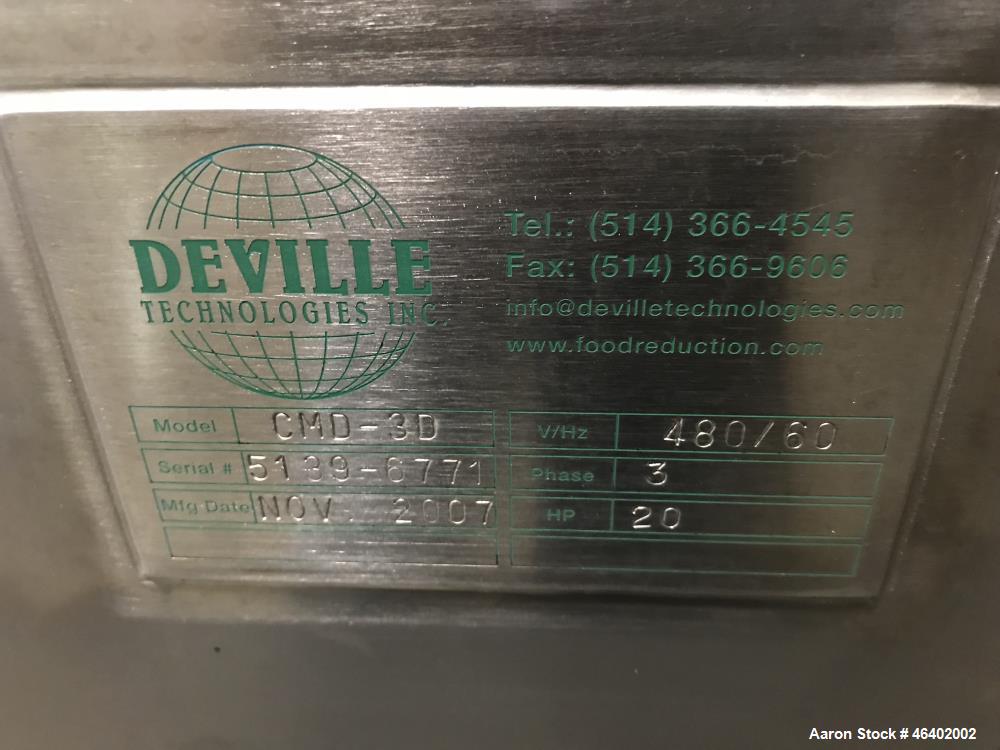 DEVILLE
TECHNOLOGIES INC.
Tel.: (514) 366-4545
Fax: (514) 366-9606
info@devilletechnologies.com
www.foodreduction.com
Model CMD-3D
Serial # 5139-6771
Mfg Date NOV. 2007
V/Hz 480/60
Phase 3
HP 20
Aaron Stock # 46402002